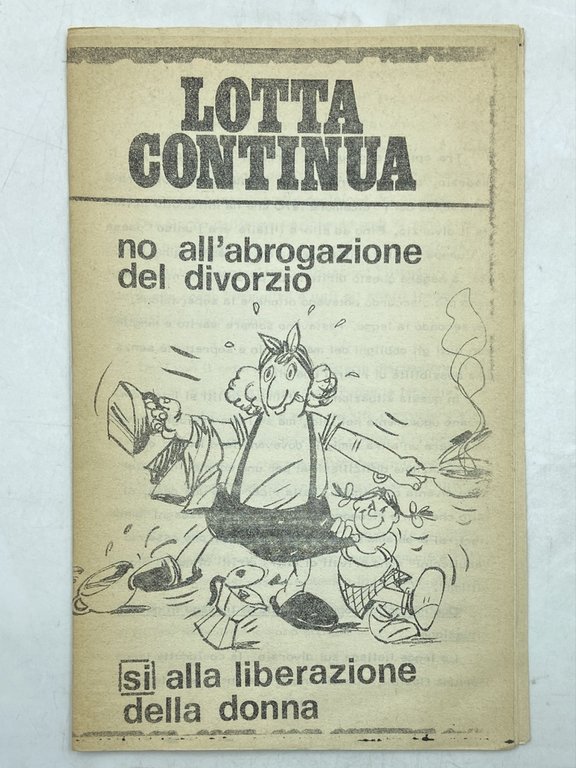 LOTTA
CONTINUA
no all'abrogazione
del divorzio
si alla liberazione
della donna